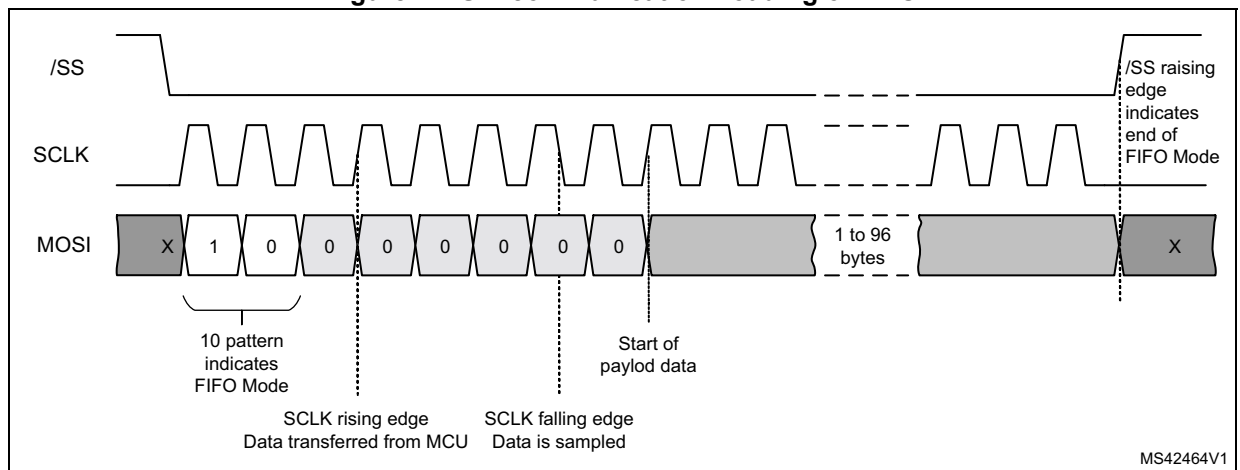 /SS
/SS raising
edge
indicates
end of
FIFO Mode
SCLK
MOSI
X 1 0 0 0 0 0 0 0
1 to 96
bytes
X
10 pattern
indicates
FIFO Mode
Start of
paylod data
SCLK rising edge
Data transferred from MCU
SCLK falling edge
Data is sampled
MS42464V1